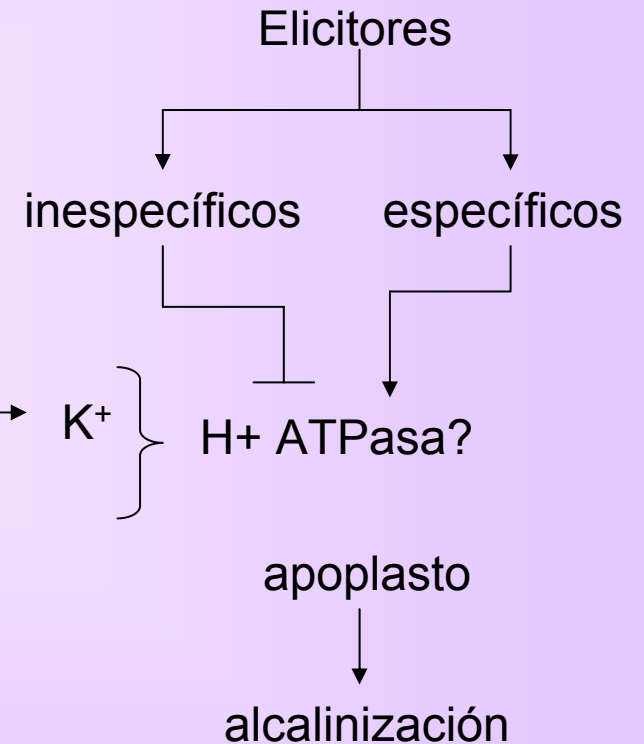 Elicitores
inespecíficos específicos
K⁺ H+ ATPasa?
apoplasto
alcalinización